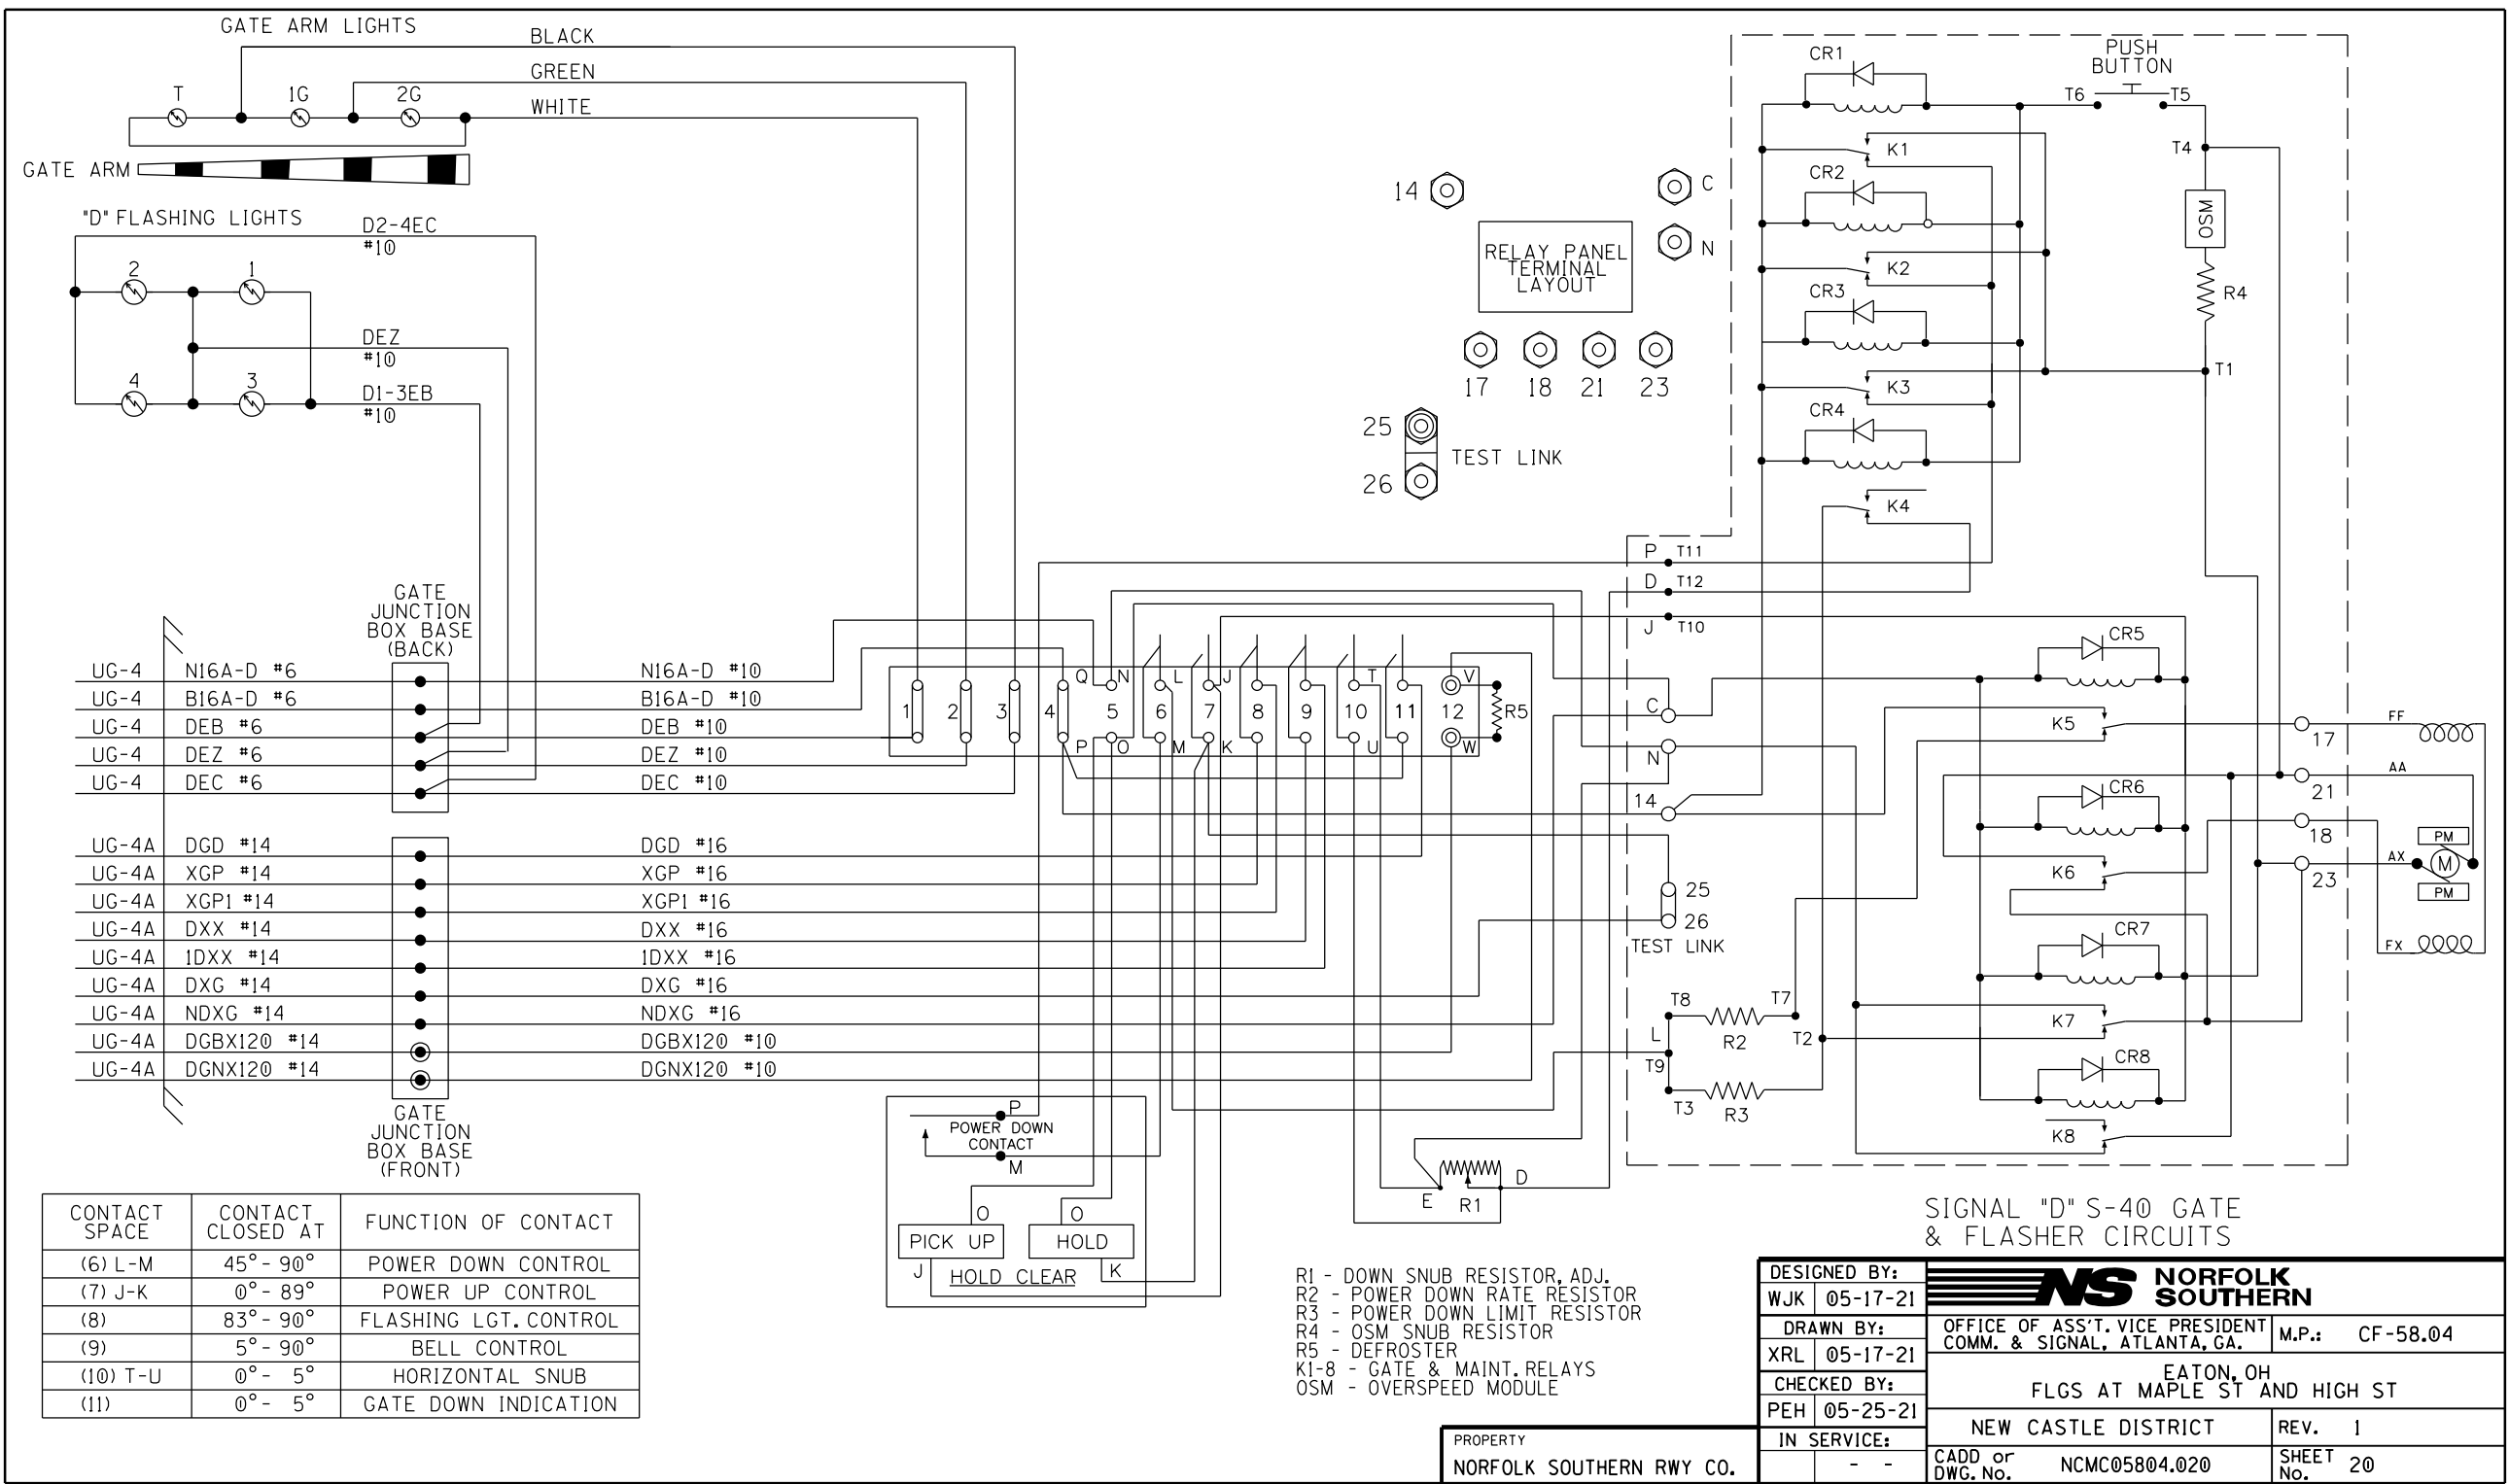 GATE ARM LIGHTS
BLACK
GREEN
WHITE
T
1G
2G
GATE ARM
"D" FLASHING LIGHTS
D2-4EC
#10
2
1
DEZ
#10
4
3
D1-3EB
#10
14
C
N
RELAY PANEL
TERMINAL
LAYOUT
17
18
21
23
25
TEST LINK
26
CR1
PUSH
BUTTON
T6
T5
K1
T4
CR2
OSM
K2
CR3
R4
K3
T1
CR4
K4
P
T11
D
T12
J
T10
GATE
JUNCTION
BOX BASE
(BACK)
UG-4 N16A-D #6 N16A-D #10
UG-4 B16A-D #6 B16A-D #10
UG-4 DEB #6 DEB #10
UG-4 DEZ #6 DEZ #10
UG-4 DEC #6 DEC #10
UG-4A DGD #14 DGD #16
UG-4A XGP #14 XGP #16
UG-4A XGP1 #14 XGP1 #16
UG-4A DXX #14 DXX #16
UG-4A 1DXX #14 1DXX #16
UG-4A DXG #14 DXG #16
UG-4A NDXG #14 NDXG #16
UG-4A DGBX120 #14 DGBX120 #10
UG-4A DGNX120 #14 DGNX120 #10
GATE
JUNCTION
BOX BASE
(FRONT)
Q N L J T V
1 2 3 4 5 6 7 8 9 10 11 12 R5
P O M K U W
C
N
14
25
26
TEST LINK
T8
T7
L
R2
T2
T9
T3
R3
CR5
K5
17
FF
AA
21
CR6
18
PM
K6
AX
M
23
PM
CR7
FX
K7
CR8
K8
P
POWER DOWN
CONTACT
M
O
O
PICK UP
HOLD
J
HOLD CLEAR
K
E
R1
D
CONTACT
SPACE
CONTACT
CLOSED AT
FUNCTION OF CONTACT
(6) L-M 45° - 90° POWER DOWN CONTROL
(7) J-K 0° - 89° POWER UP CONTROL
(8) 83° - 90° FLASHING LGT. CONTROL
(9) 5° - 90° BELL CONTROL
(10) T-U 0° - 5° HORIZONTAL SNUB
(11) 0° - 5° GATE DOWN INDICATION
R1 - DOWN SNUB RESISTOR, ADJ.
R2 - POWER DOWN RATE RESISTOR
R3 - POWER DOWN LIMIT RESISTOR
R4 - OSM SNUB RESISTOR
R5 - DEFROSTER
K1-8 - GATE & MAINT. RELAYS
OSM - OVERSPEED MODULE
SIGNAL "D" S-40 GATE
& FLASHER CIRCUITS
DESIGNED BY:
WJK 05-17-21
DRAWN BY:
XRL 05-17-21
CHECKED BY:
PEH 05-25-21
IN SERVICE:
- -
NS NORFOLK
SOUTHERN
OFFICE OF ASS'T. VICE PRESIDENT
COMM. & SIGNAL, ATLANTA, GA.
M.P.: CF-58.04
EATON, OH
FLGS AT MAPLE ST AND HIGH ST
NEW CASTLE DISTRICT
REV. 1
CADD or
DWG. No. NCMC05804.020
SHEET
No. 20
PROPERTY
NORFOLK SOUTHERN RWY CO.